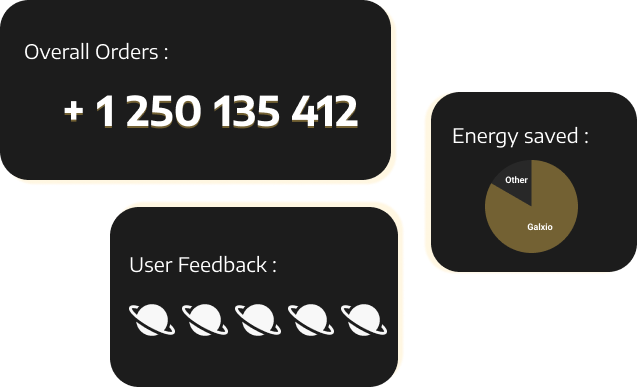 Overall Orders :
+ 1 250 135 412
Energy saved :
Other
Galxio
User Feedback :